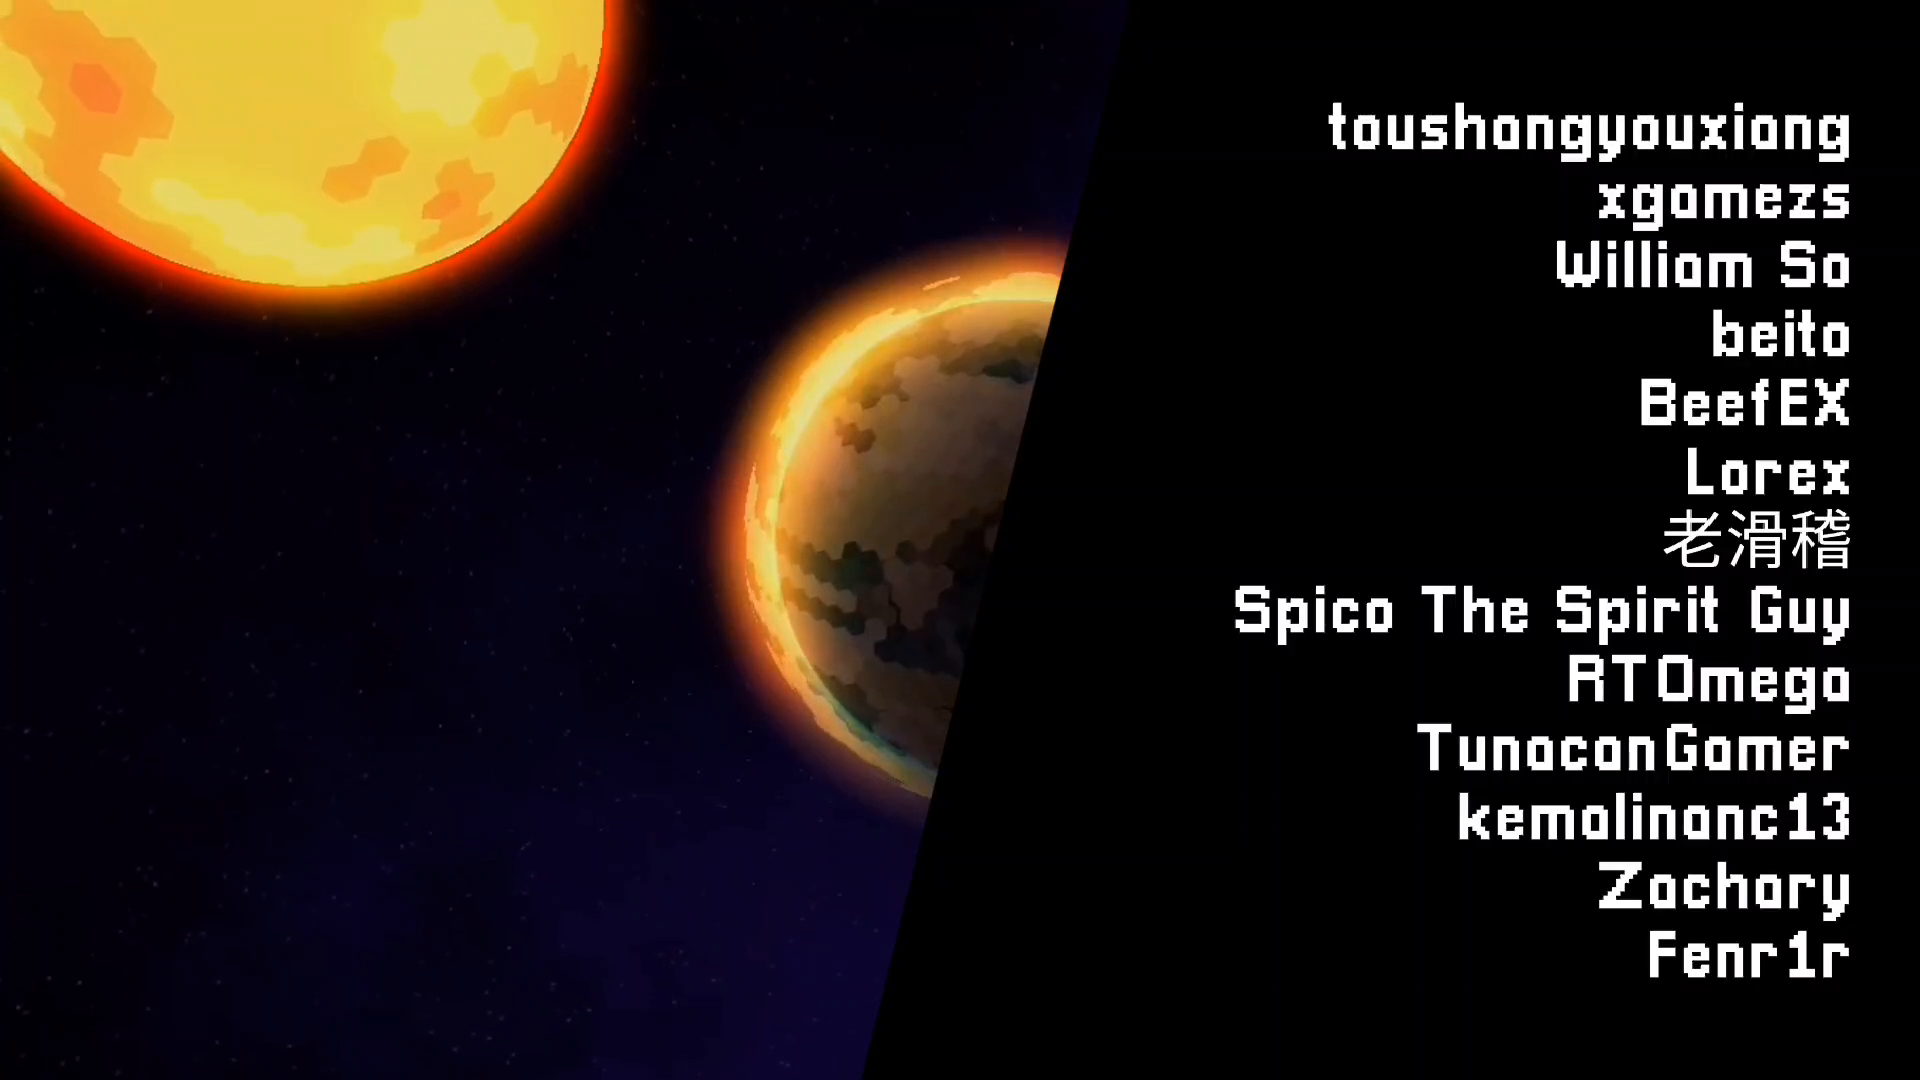 toushangyouxiang
xgamezs
William So
beito
BeefEX
Lorex
老滑稽
Spico The Spirit Guy
RTOmega
TunacanGamer
kemalinanc13
Zachary
Fenr1r